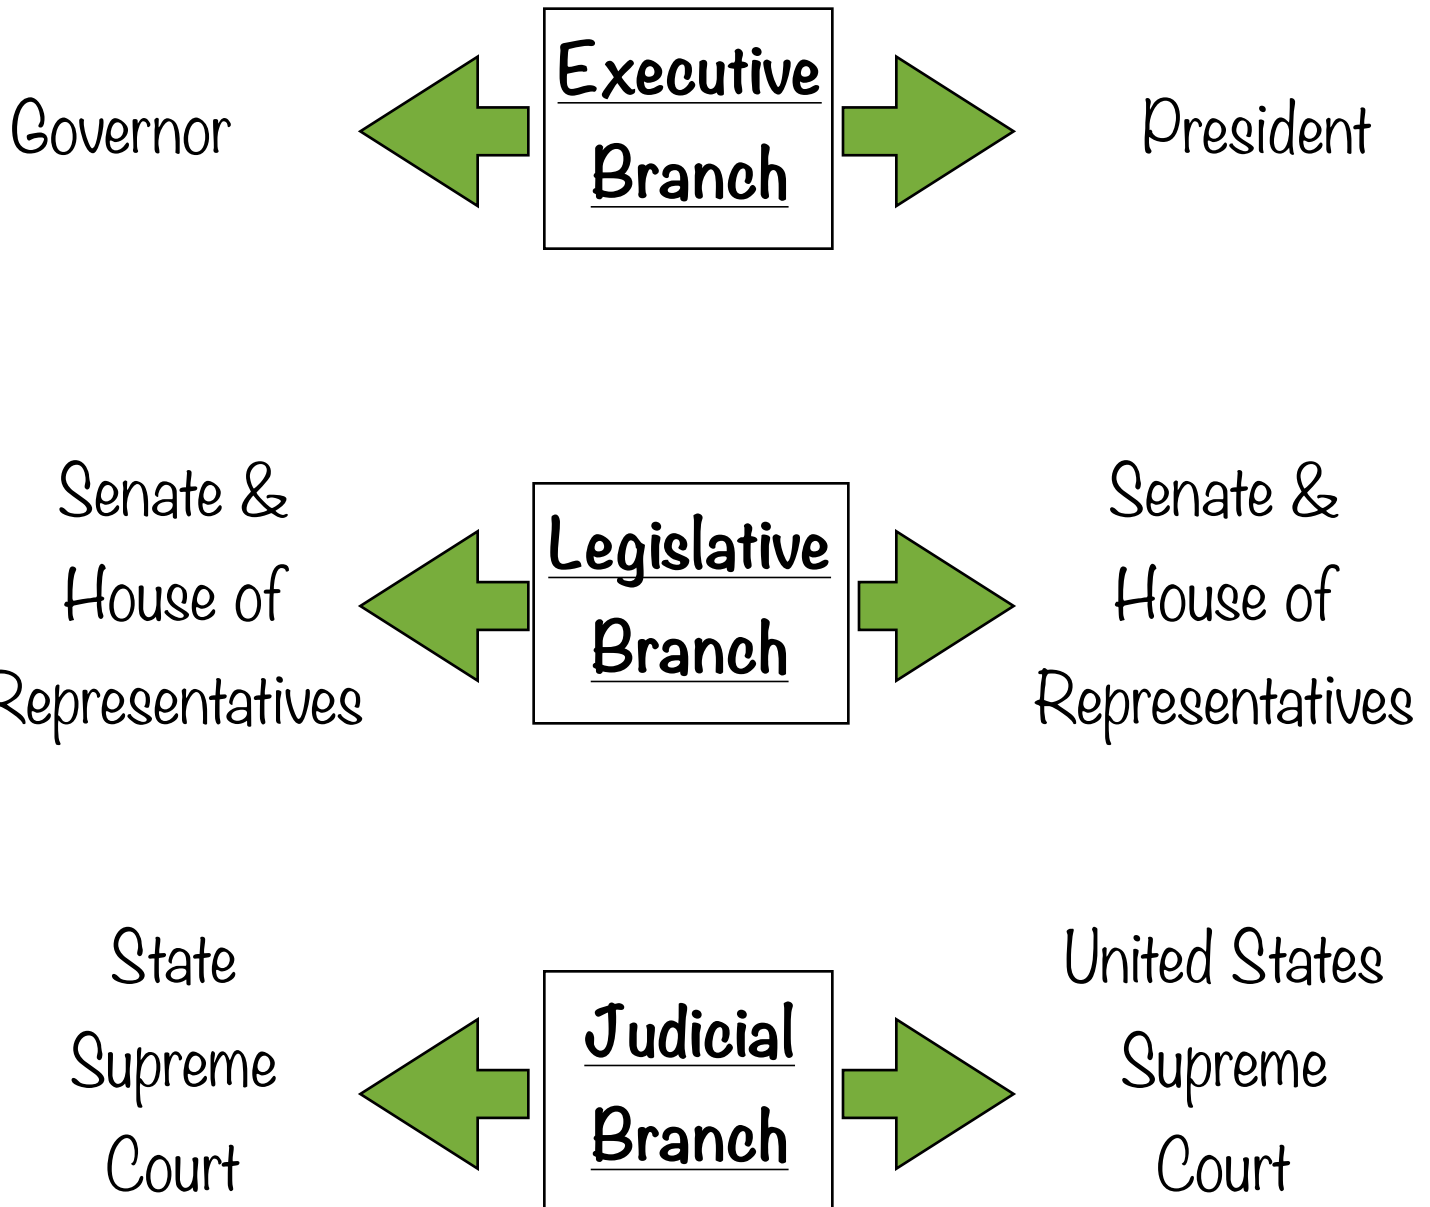 Governor
Executive
Branch
President
Senate &
House of
Representatives
Legislative
Branch
Senate &
House of
Representatives
State
Supreme
Court
Judicial
Branch
United States
Supreme
Court